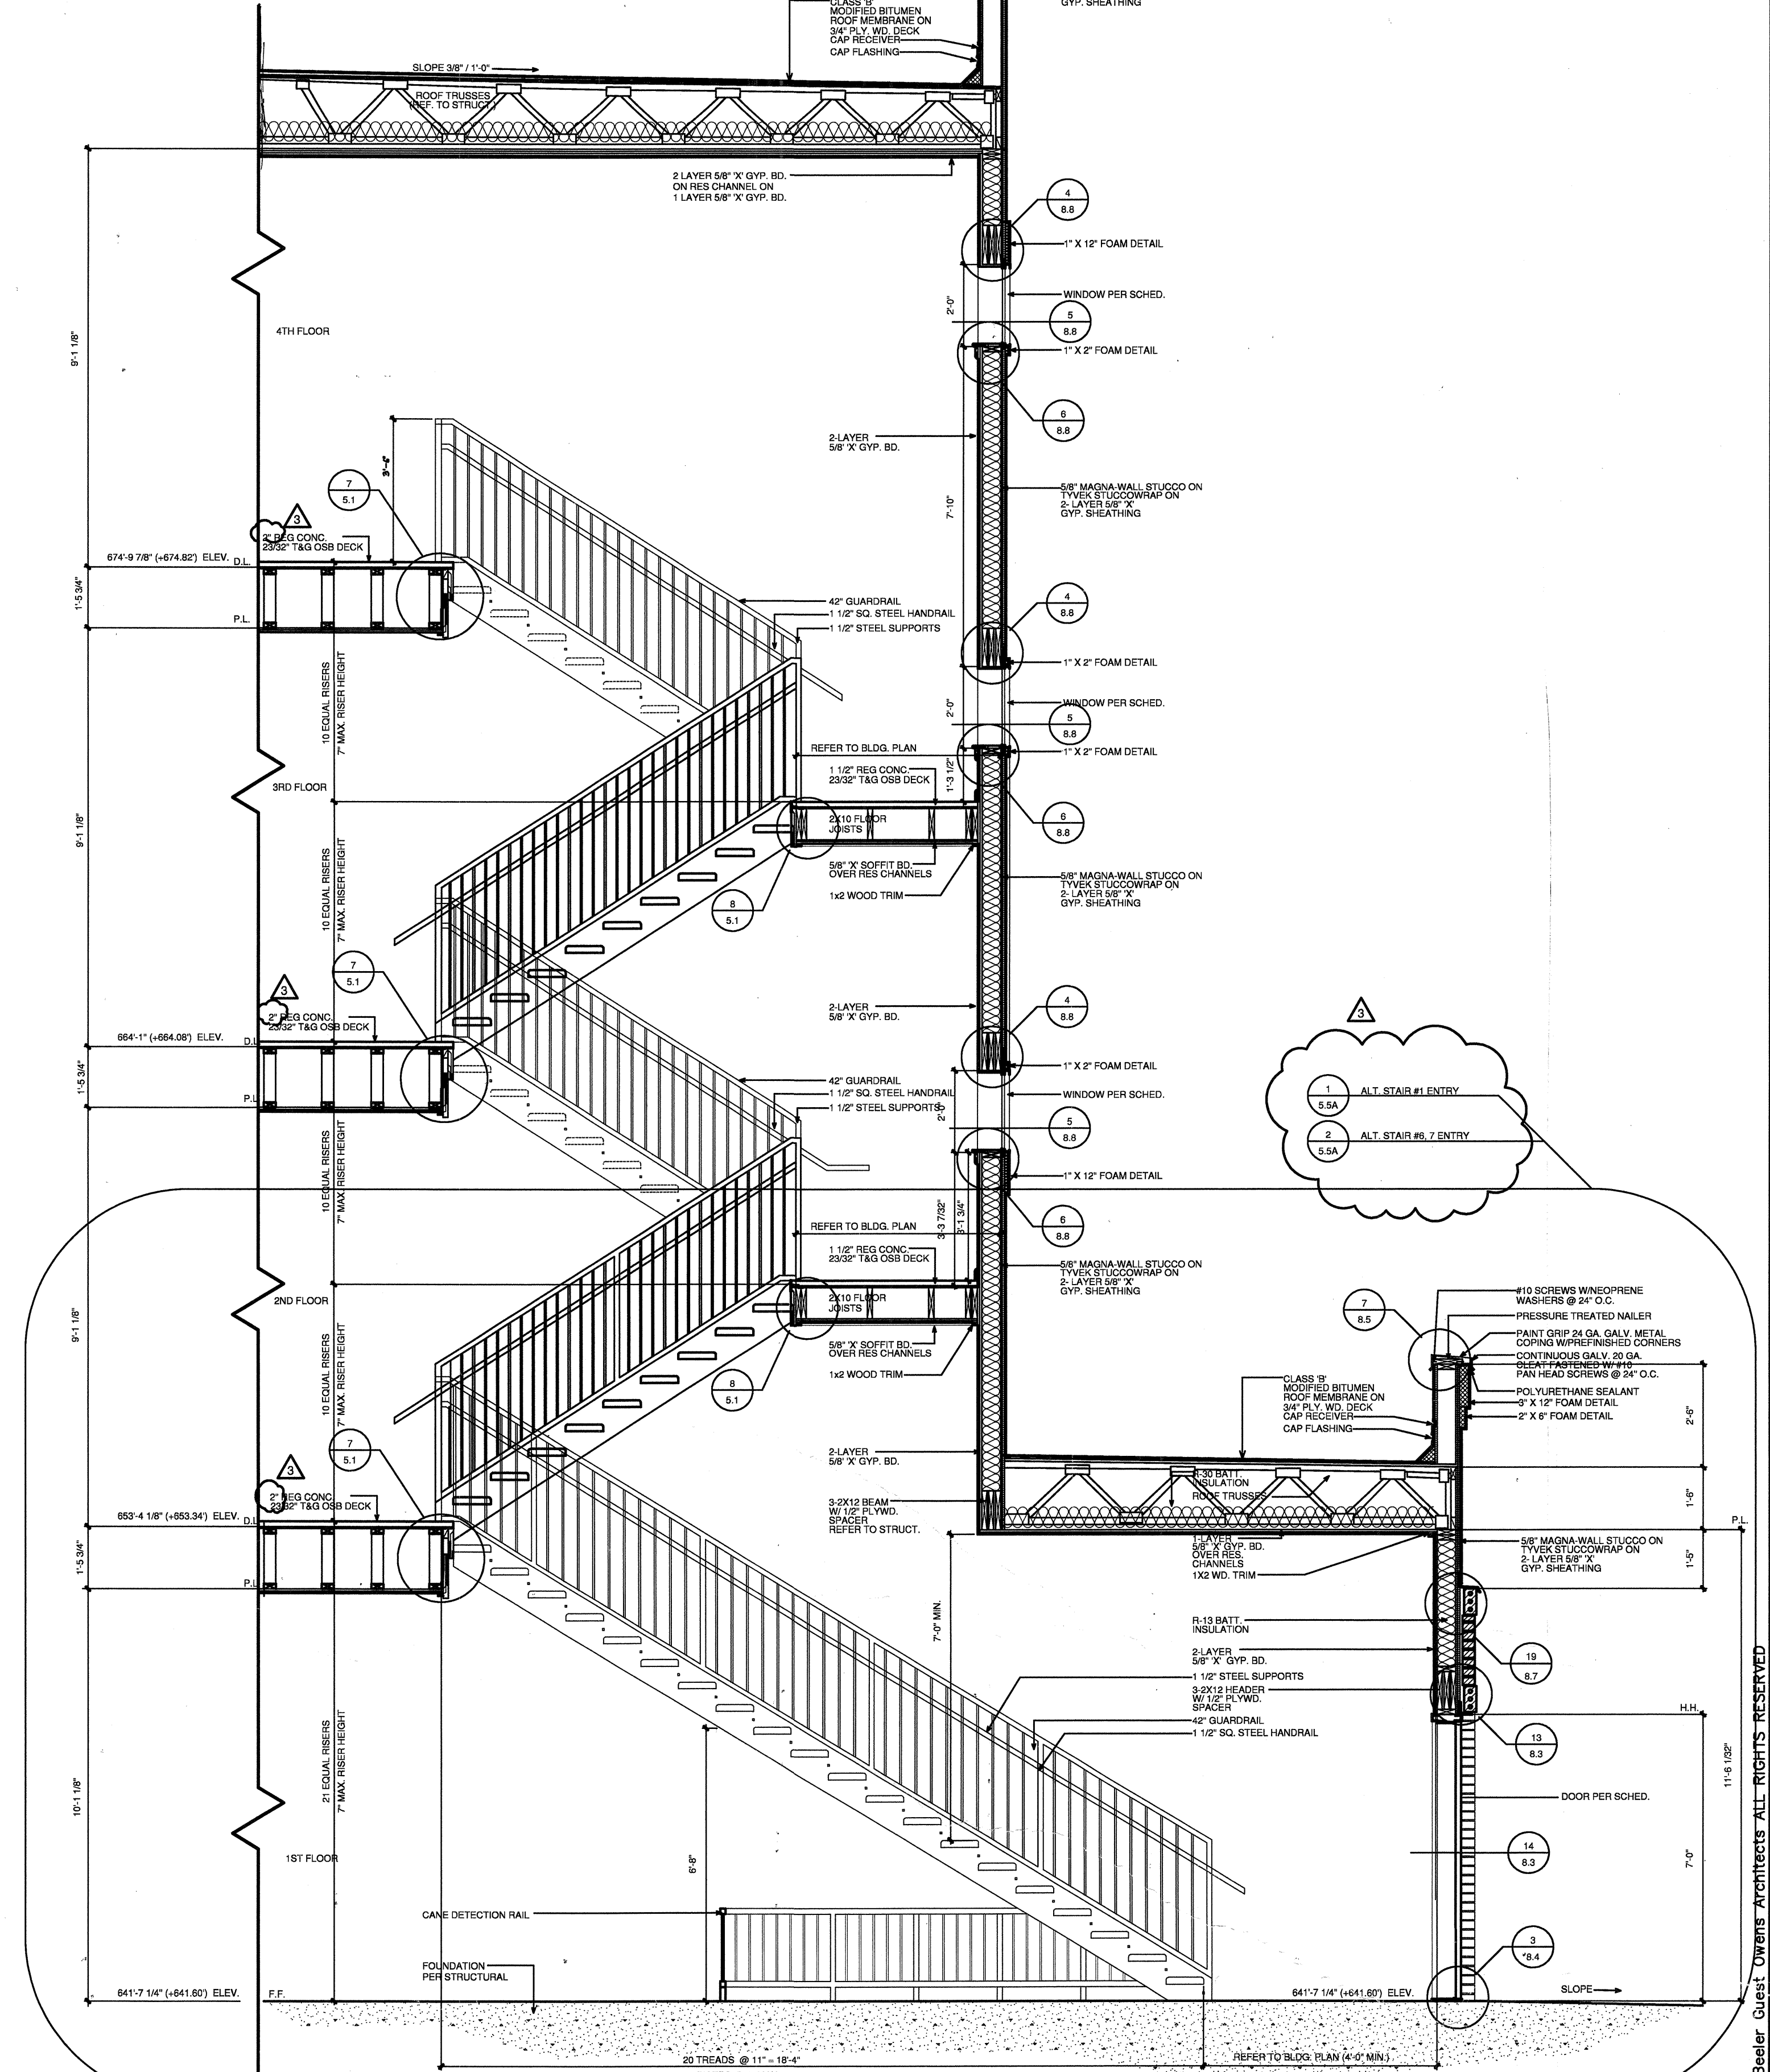 CLASS 'B'
MODIFIED BITUMEN
ROOF MEMBRANE ON
3/4" PLY. WD. DECK
CAP RECEIVER
CAP FLASHING
GYP. SHEATHING
SLOPE 3/8" / 1'-0"
ROOF TRUSSES
(REF. TO STRUCT.)
2 LAYER 5/8" 'X' GYP. BD.
ON RES CHANNEL ON
1 LAYER 5/8" 'X' GYP. BD.
4
8.8
1" X 12" FOAM DETAIL
WINDOW PER SCHED.
2'-0"
5
8.8
1" X 2" FOAM DETAIL
4TH FLOOR
9'-1 1/8"
6
8.8
2-LAYER
5/8' 'X' GYP. BD.
3'-6"
7
5.1
3
2" REG CONC.
23/32" T&G OSB DECK
674'-9 7/8" (+674.82') ELEV.
D.L.
1'-5 3/4"
P.L.
7'-10"
5/8" MAGNA-WALL STUCCO ON
TYVEK STUCCOWRAP ON
2- LAYER 5/8" 'X'
GYP. SHEATHING
42" GUARDRAIL
1 1/2" SQ. STEEL HANDRAIL
1 1/2" STEEL SUPPORTS
4
8.8
1" X 2" FOAM DETAIL
10 EQUAL RISERS
7" MAX. RISER HEIGHT
WINDOW PER SCHED.
2'-0"
5
8.8
1" X 2" FOAM DETAIL
REFER TO BLDG. PLAN
1 1/2" REG CONC.
23/32" T&G OSB DECK
1'-3 1/2"
3RD FLOOR
9'-1 1/8"
2X10 FLOOR
JOISTS
6
8.8
5/8" 'X' SOFFIT BD.
OVER RES CHANNELS
1x2 WOOD TRIM
8
5.1
5/8" MAGNA-WALL STUCCO ON
TYVEK STUCCOWRAP ON
2- LAYER 5/8" 'X'
GYP. SHEATHING
10 EQUAL RISERS
7" MAX. RISER HEIGHT
7
5.1
3
2" REG CONC.
23/32" T&G OSB DECK
664'-1" (+664.08') ELEV.
D.L
1'-5 3/4"
P.L
2-LAYER
5/8' 'X' GYP. BD.
4
8.8
1" X 2" FOAM DETAIL
42" GUARDRAIL
1 1/2" SQ. STEEL HANDRAIL
1 1/2" STEEL SUPPORTS
2'-0"
WINDOW PER SCHED.
5
8.8
3
1
5.5A
ALT. STAIR #1 ENTRY
2
5.5A
ALT. STAIR #6, 7 ENTRY
10 EQUAL RISERS
7" MAX. RISER HEIGHT
1" X 12" FOAM DETAIL
3'-3 7/32"
3'-1 3/4"
6
8.8
REFER TO BLDG. PLAN
1 1/2" REG CONC.
23/32" T&G OSB DECK
5/8" MAGNA-WALL STUCCO ON
TYVEK STUCCOWRAP ON
2- LAYER 5/8" 'X'
GYP. SHEATHING
2ND FLOOR
9'-1 1/8"
2X10 FLOOR
JOISTS
5/8" 'X' SOFFIT BD.
OVER RES CHANNELS
1x2 WOOD TRIM
8
5.1
7
8.5
#10 SCREWS W/NEOPRENE
WASHERS @ 24" O.C.
PRESSURE TREATED NAILER
PAINT GRIP 24 GA. GALV. METAL
COPING W/PREFINISHED CORNERS
CONTINUOUS GALV. 20 GA.
CLEAT FASTENED W/ #10
PAN HEAD SCREWS @ 24" O.C.
POLYURETHANE SEALANT
3" X 12" FOAM DETAIL
2" X 6" FOAM DETAIL
2'-6"
CLASS 'B'
MODIFIED BITUMEN
ROOF MEMBRANE ON
3/4" PLY. WD. DECK
CAP RECEIVER
CAP FLASHING
10 EQUAL RISERS
7" MAX. RISER HEIGHT
7
5.1
3
2" REG CONC.
23/32" T&G OSB DECK
653'-4 1/8" (+653.34') ELEV.
D.L
1'-5 3/4"
P.L
2-LAYER
5/8' 'X' GYP. BD.
3-2X12 BEAM
W/ 1/2" PLYWD.
SPACER
REFER TO STRUCT.
R-30 BATT.
INSULATION
ROOF TRUSSES
1'-6"
P.L.
1-LAYER
5/8" 'X' GYP. BD.
OVER RES.
CHANNELS
1X2 WD. TRIM
5/8" MAGNA-WALL STUCCO ON
TYVEK STUCCOWRAP ON
2- LAYER 5/8" 'X'
GYP. SHEATHING
1'-5"
7'-0" MIN.
R-13 BATT.
INSULATION
2-LAYER
5/8" 'X' GYP. BD.
1 1/2" STEEL SUPPORTS
3-2X12 HEADER
W/ 1/2" PLYWD.
SPACER
42" GUARDRAIL
1 1/2" SQ. STEEL HANDRAIL
19
8.7
H.H.
13
8.3
21 EQUAL RISERS
7" MAX. RISER HEIGHT
10'-1 1/8"
1ST FLOOR
6'-8"
DOOR PER SCHED.
14
8.3
7'-0"
11'-6 1/32"
CANE DETECTION RAIL
FOUNDATION
PER STRUCTURAL
3
8.4
641'-7 1/4" (+641.60') ELEV.
F.F.
641'-7 1/4" (+641.60') ELEV.
SLOPE
20 TREADS @ 11" = 18'-4"
REFER TO BLDG. PLAN (4'-0" MIN.)
Beeler Guest Owens Architects ALL RIGHTS RESERVED